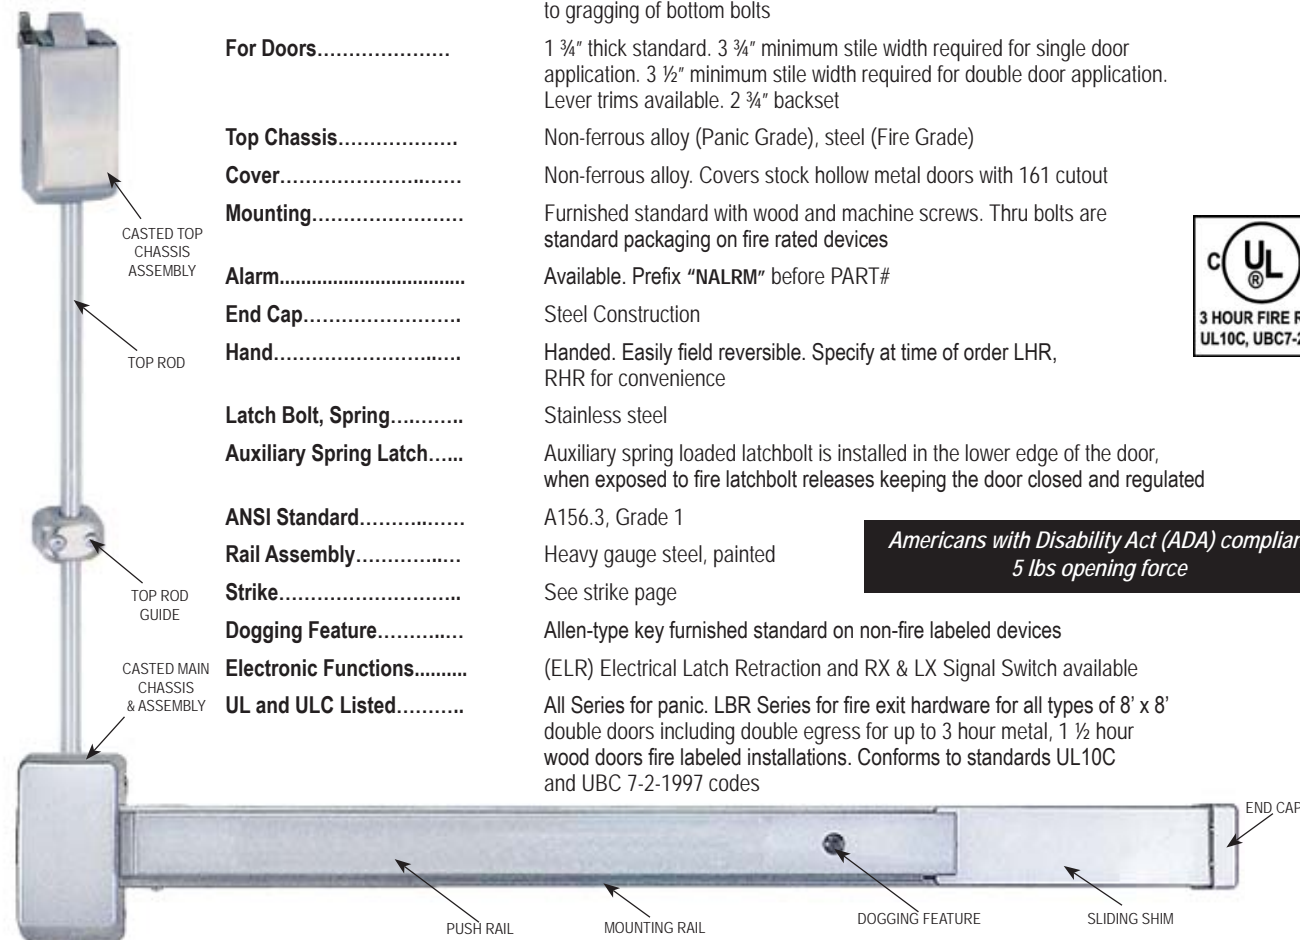 to gragging of bottom bolts
For Doors………………… 1 ¾″ thick standard. 3 ¾″ minimum stile width required for single door
application. 3 ½″ minimum stile width required for double door application.
Lever trims available. 2 ¾″ backset
Top Chassis………………. Non-ferrous alloy (Panic Grade), steel (Fire Grade)
Cover…………………..…… Non-ferrous alloy. Covers stock hollow metal doors with 161 cutout
Mounting…………………… Furnished standard with wood and machine screws. Thru bolts are
standard packaging on fire rated devices
Alarm.................................. Available. Prefix “NALRM” before PART#
End Cap……………………. Steel Construction
Hand……………………..…. Handed. Easily field reversible. Specify at time of order LHR,
RHR for convenience
Latch Bolt, Spring….…….. Stainless steel
Auxiliary Spring Latch…... Auxiliary spring loaded latchbolt is installed in the lower edge of the door,
when exposed to fire latchbolt releases keeping the door closed and regulated
ANSI Standard………..…… A156.3, Grade 1
Rail Assembly…………..…. Heavy gauge steel, painted
Strike……………………….. See strike page
Dogging Feature………..… Allen-type key furnished standard on non-fire labeled devices
Electronic Functions.......... (ELR) Electrical Latch Retraction and RX & LX Signal Switch available
UL and ULC Listed……….. All Series for panic. LBR Series for fire exit hardware for all types of 8’ x 8’
double doors including double egress for up to 3 hour metal, 1 ½ hour
wood doors fire labeled installations. Conforms to standards UL10C
and UBC 7-2-1997 codes
CASTED TOP
CHASSIS
ASSEMBLY
TOP ROD
TOP ROD
GUIDE
CASTED MAIN
CHASSIS
& ASSEMBLY
C UL ®
3 HOUR FIRE R
UL10C, UBC7-2
Americans with Disability Act (ADA) complian
5 lbs opening force
END CAP
PUSH RAIL
MOUNTING RAIL
DOGGING FEATURE
SLIDING SHIM